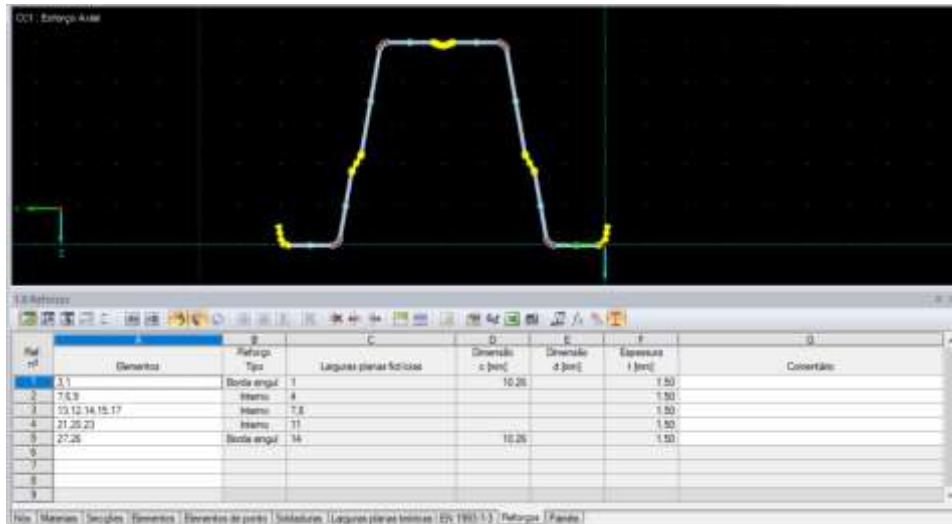 CC1 : Esforço Axial
Z
1.8 Reforços
A B C D E F G
Ref. nº Elementos Reforço Tipo Larguras planas fictícias Dimensão c [mm] Dimensão d [mm] Espessura t [mm] Comentário
1 3,1 Borda angul 1 10.26 1.50
2 7,6,9 Interno 4 1.50
3 13,12,14,15,17 Interno 7,8 1.50
4 21,20,23 Interno 11 1.50
5 27,26 Borda angul 14 10.26 1.50
6
7
8
9
Nós Materiais Secções Elementos Elementos de ponto Soldaduras Larguras planas teóricas EN 1993-1-3 Reforços Painéis